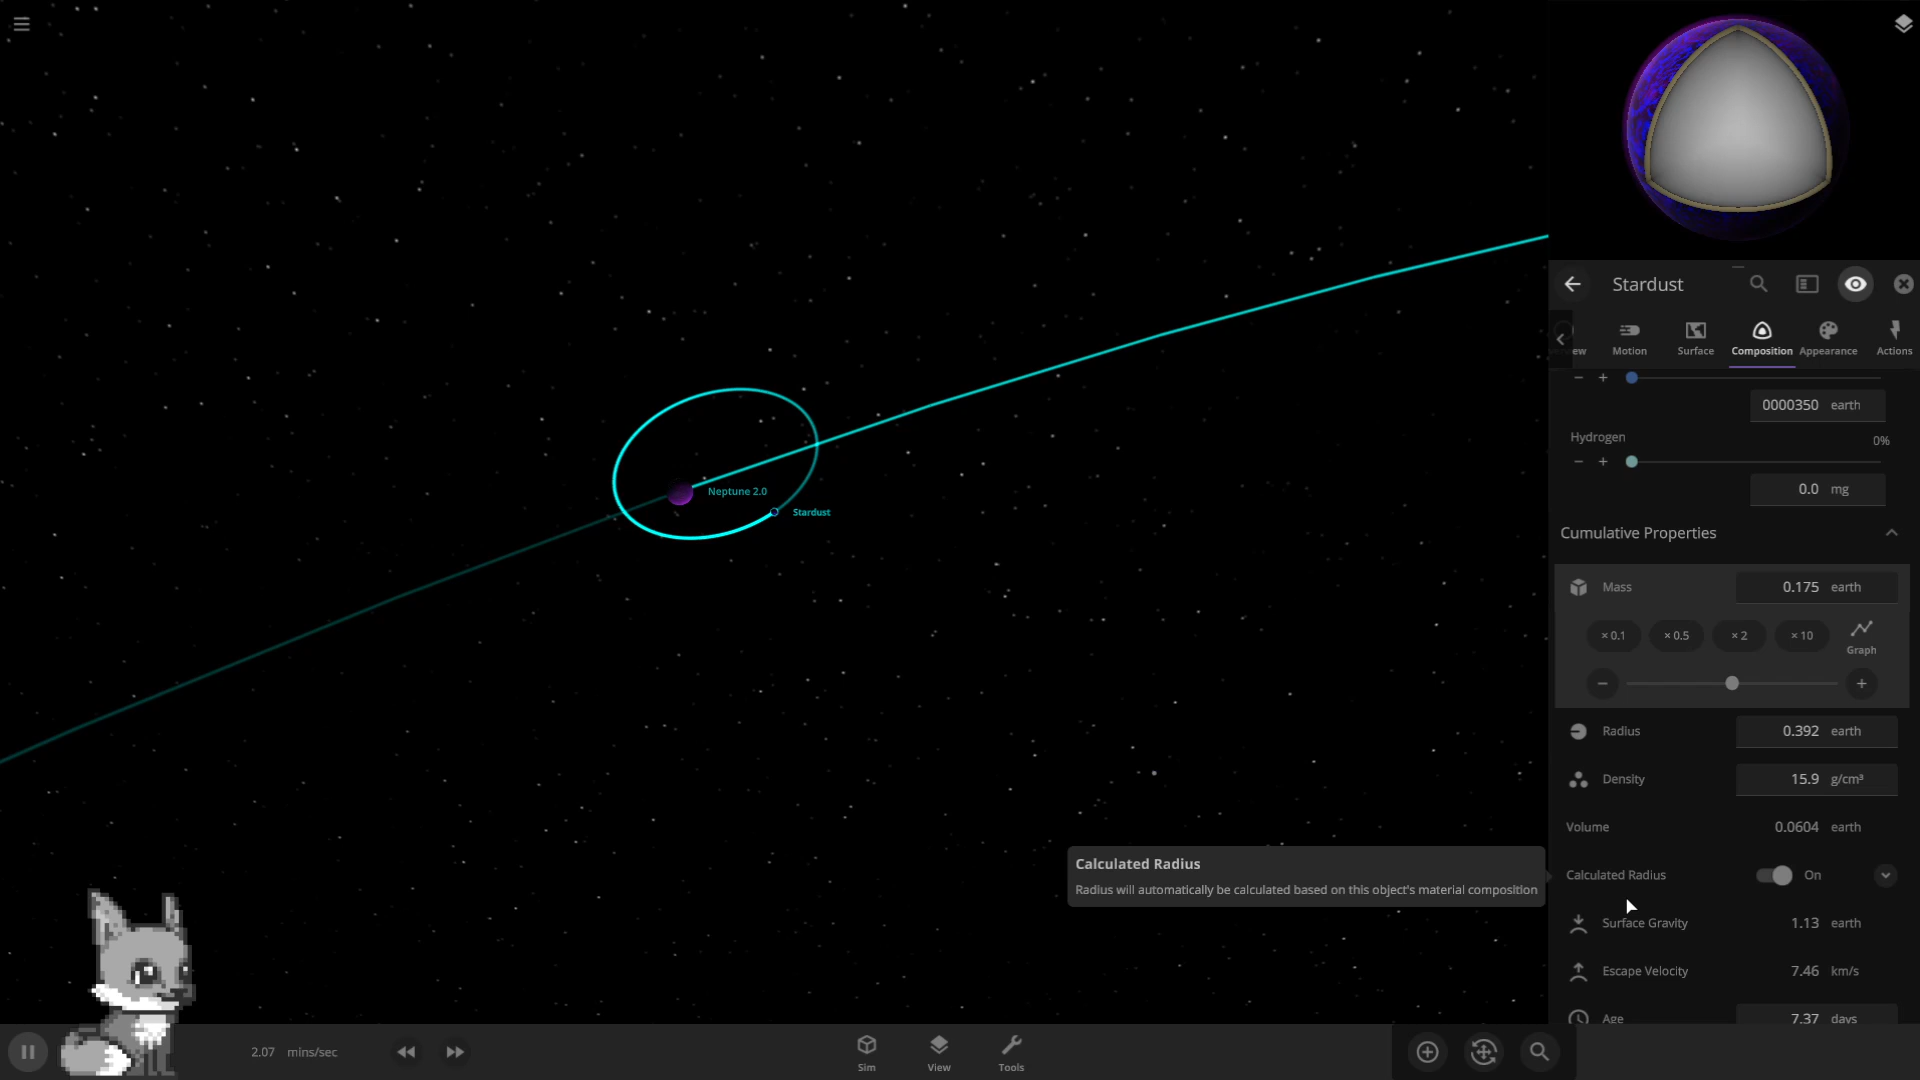 Stardust
ew
Motion
Surface
Composition
Appearance
Actions
0000350 earth
Hydrogen
0%
0.0 mg
Cumulative Properties
Mass
0.175 earth
× 0.1
× 0.5
× 2
× 10
Graph
Radius
0.392 earth
Density
15.9 g/cm³
Volume
0.0604 earth
Calculated Radius
On
Surface Gravity
1.13 earth
Escape Velocity
7.46 km/s
Age
7.37 days
Neptune 2.0
Stardust
Calculated Radius
Radius will automatically be calculated based on this object's material composition
2.07 mins/sec
Sim
View
Tools